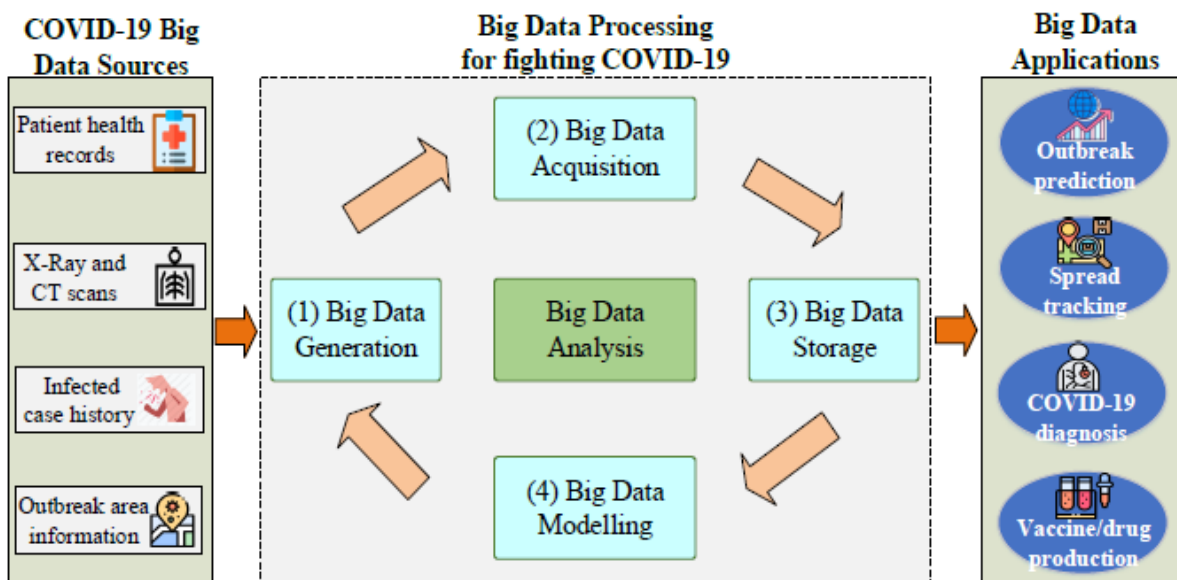 COVID-19 Big
Data Sources
Patient health
records
X-Ray and
CT scans
Infected
case history
Outbreak area
information
Big Data Processing
for fighting COVID-19
(2) Big Data
Acquisition
(1) Big Data
Generation
Big Data
Analysis
(3) Big Data
Storage
(4) Big Data
Modelling
Big Data
Applications
Outbreak
prediction
Spread
tracking
COVID-19
diagnosis
Vaccine/drug
production